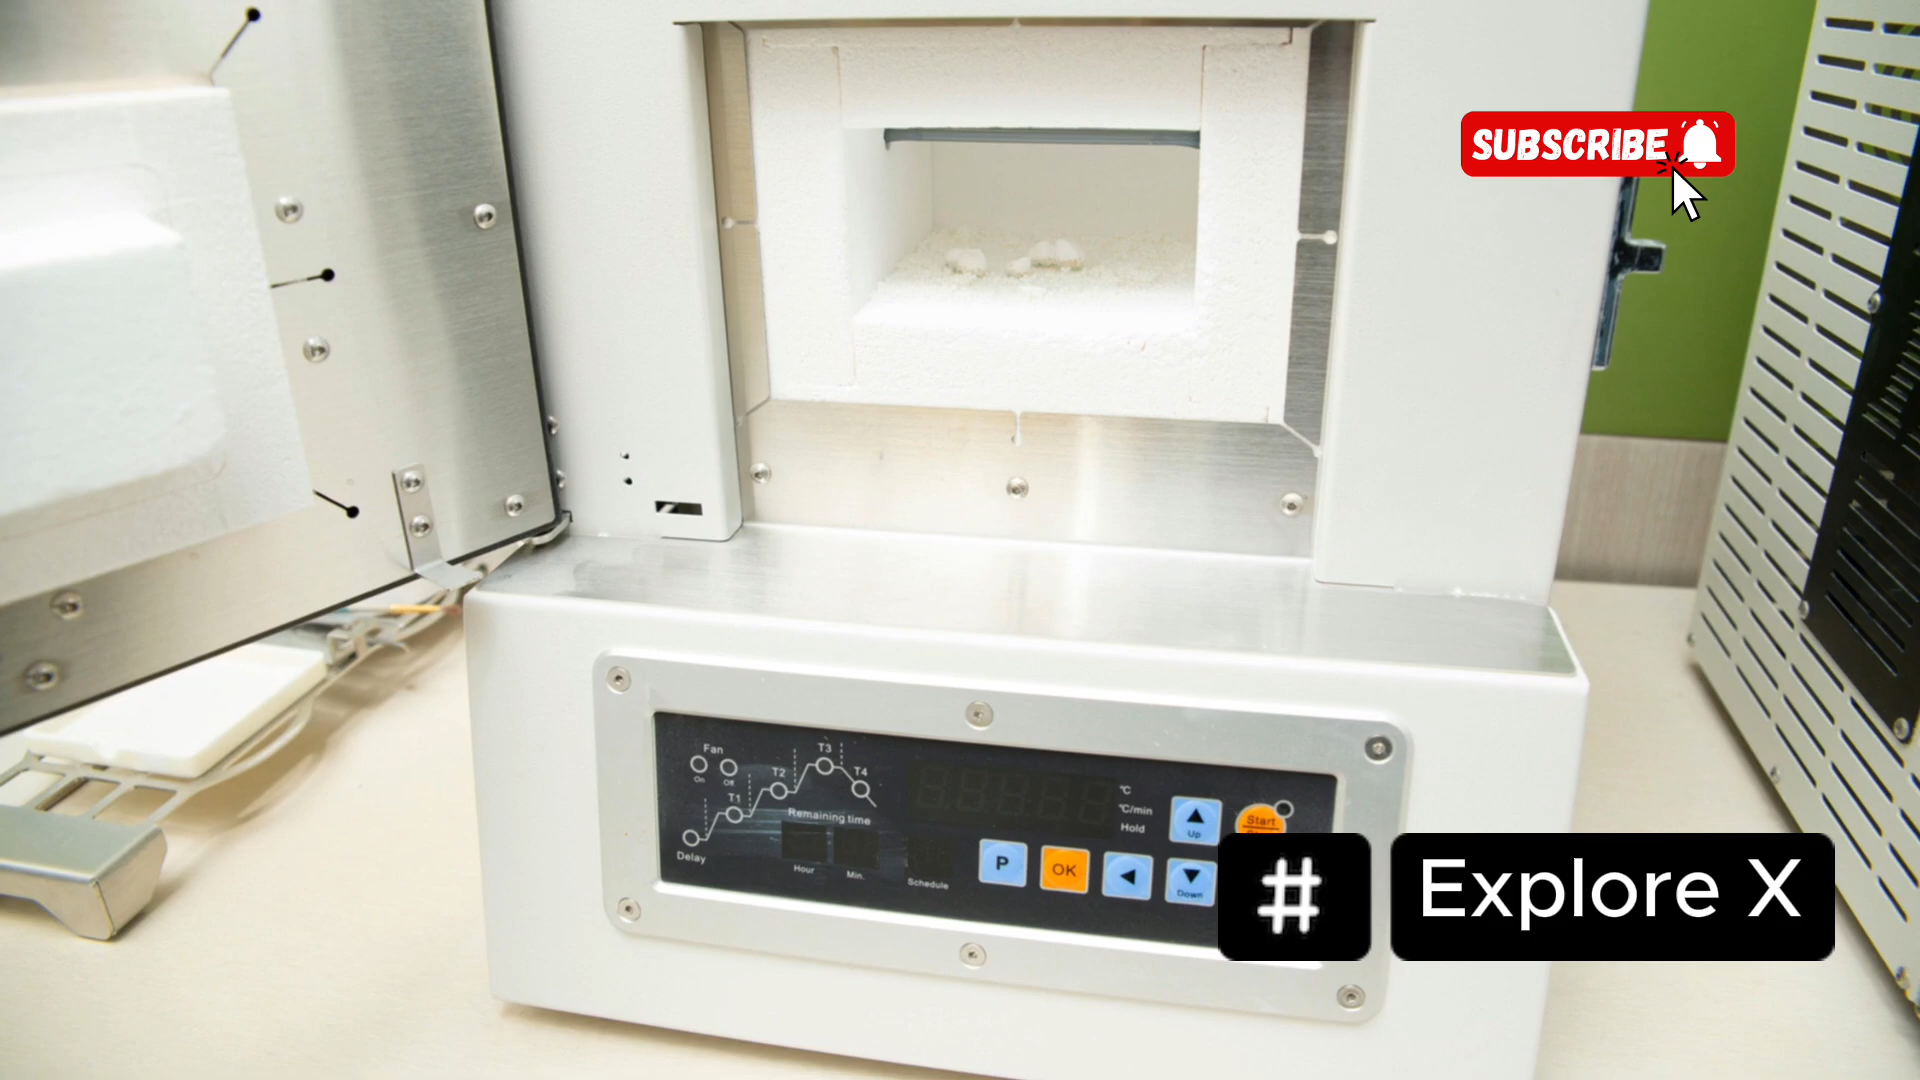 SUBSCRIBE
Fan
On
Off
T1
T2
T3
T4
Delay
Remaining time
Hour
Min.
Schedule
°C
°C/min
Hold
Up
Start
P
OK
Down
# Explore X